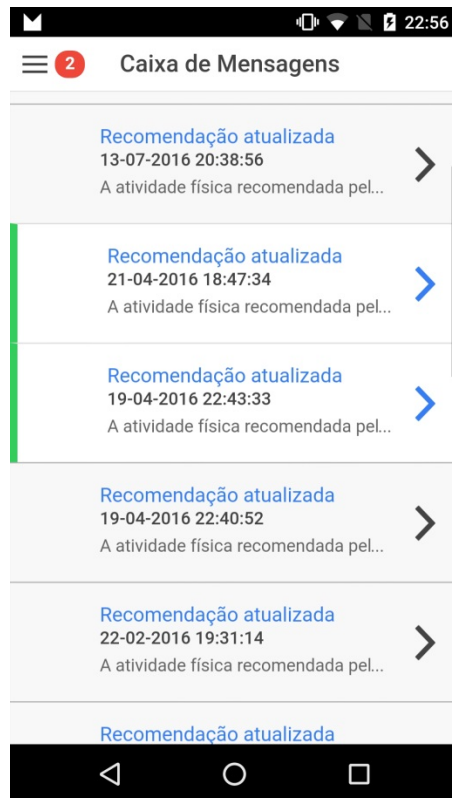 22:56
2 Caixa de Mensagens
Recomendação atualizada
13-07-2016 20:38:56
A atividade física recomendada pel...
Recomendação atualizada
21-04-2016 18:47:34
A atividade física recomendada pel...
Recomendação atualizada
19-04-2016 22:43:33
A atividade física recomendada pel...
Recomendação atualizada
19-04-2016 22:40:52
A atividade física recomendada pel...
Recomendação atualizada
22-02-2016 19:31:14
A atividade física recomendada pel...
Recomendação atualizada